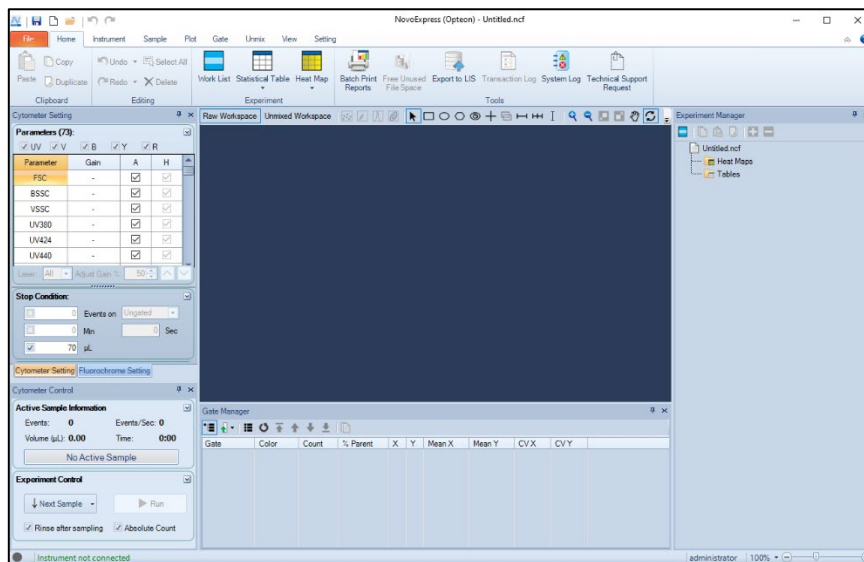 NovoExpress (Opteon) - Untitled.ncf
File Home Instrument Sample Plot Gate Unmix View Setting
Paste Copy Duplicate Undo Redo Select All Delete
Work List Statistical Table Heat Map
Batch Print Reports Free Unused File Space Export to LIS Transaction Log System Log Technical Support Request
Clipboard Editing Experiment Tools
Cytometer Setting
Raw Workspace Unmixed Workspace
Experiment Manager
Parameters (73):
UV V B Y R
Parameter Gain A H
FSC -
BSSC -
VSSC -
UV380 -
UV424 -
UV440 -
Laser: All Adjust Gain %: 50
Stop Condition:
0 Events on Ungated
0 Min 0 Sec
70 µL
Cytometer Setting Fluorochrome Setting
Cytometer Control
Active Sample Information
Events: 0 Events/Sec: 0
Volume (µL): 0.00 Time: 0:00
No Active Sample
Experiment Control
Next Sample Run
Rinse after sampling Absolute Count
Gate Manager
Gate Color Count % Parent X Y Mean X Mean Y CV X CV Y
Untitled.ncf
Heat Maps
Tables
Instrument not connected
administrator 100%